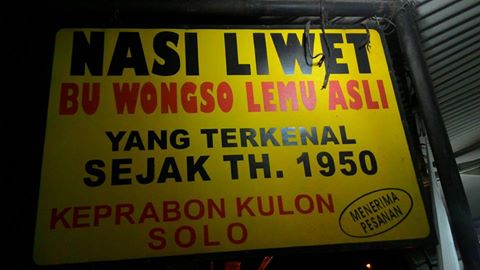 NASI LIWET
BU WONGSO LEMU ASLI
YANG TERKENAL
SEJAK TH. 1950
KEPRABON KULON
SOLO
MENERIMA
PESANAN